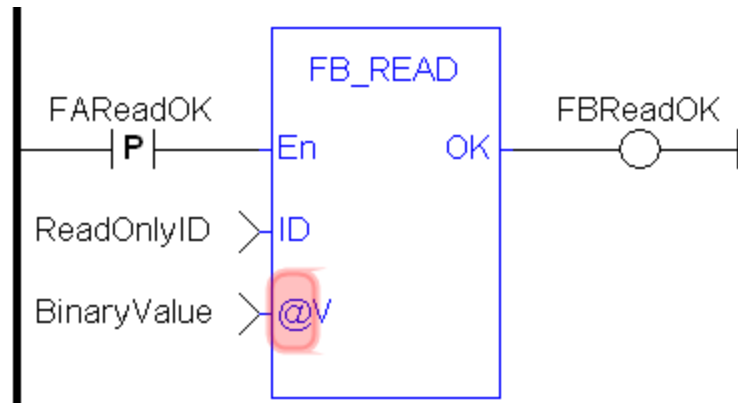 FB_READ
FAReadOK
FBReadOK
P
En
OK
ReadOnlyID
ID
BinaryValue
@V